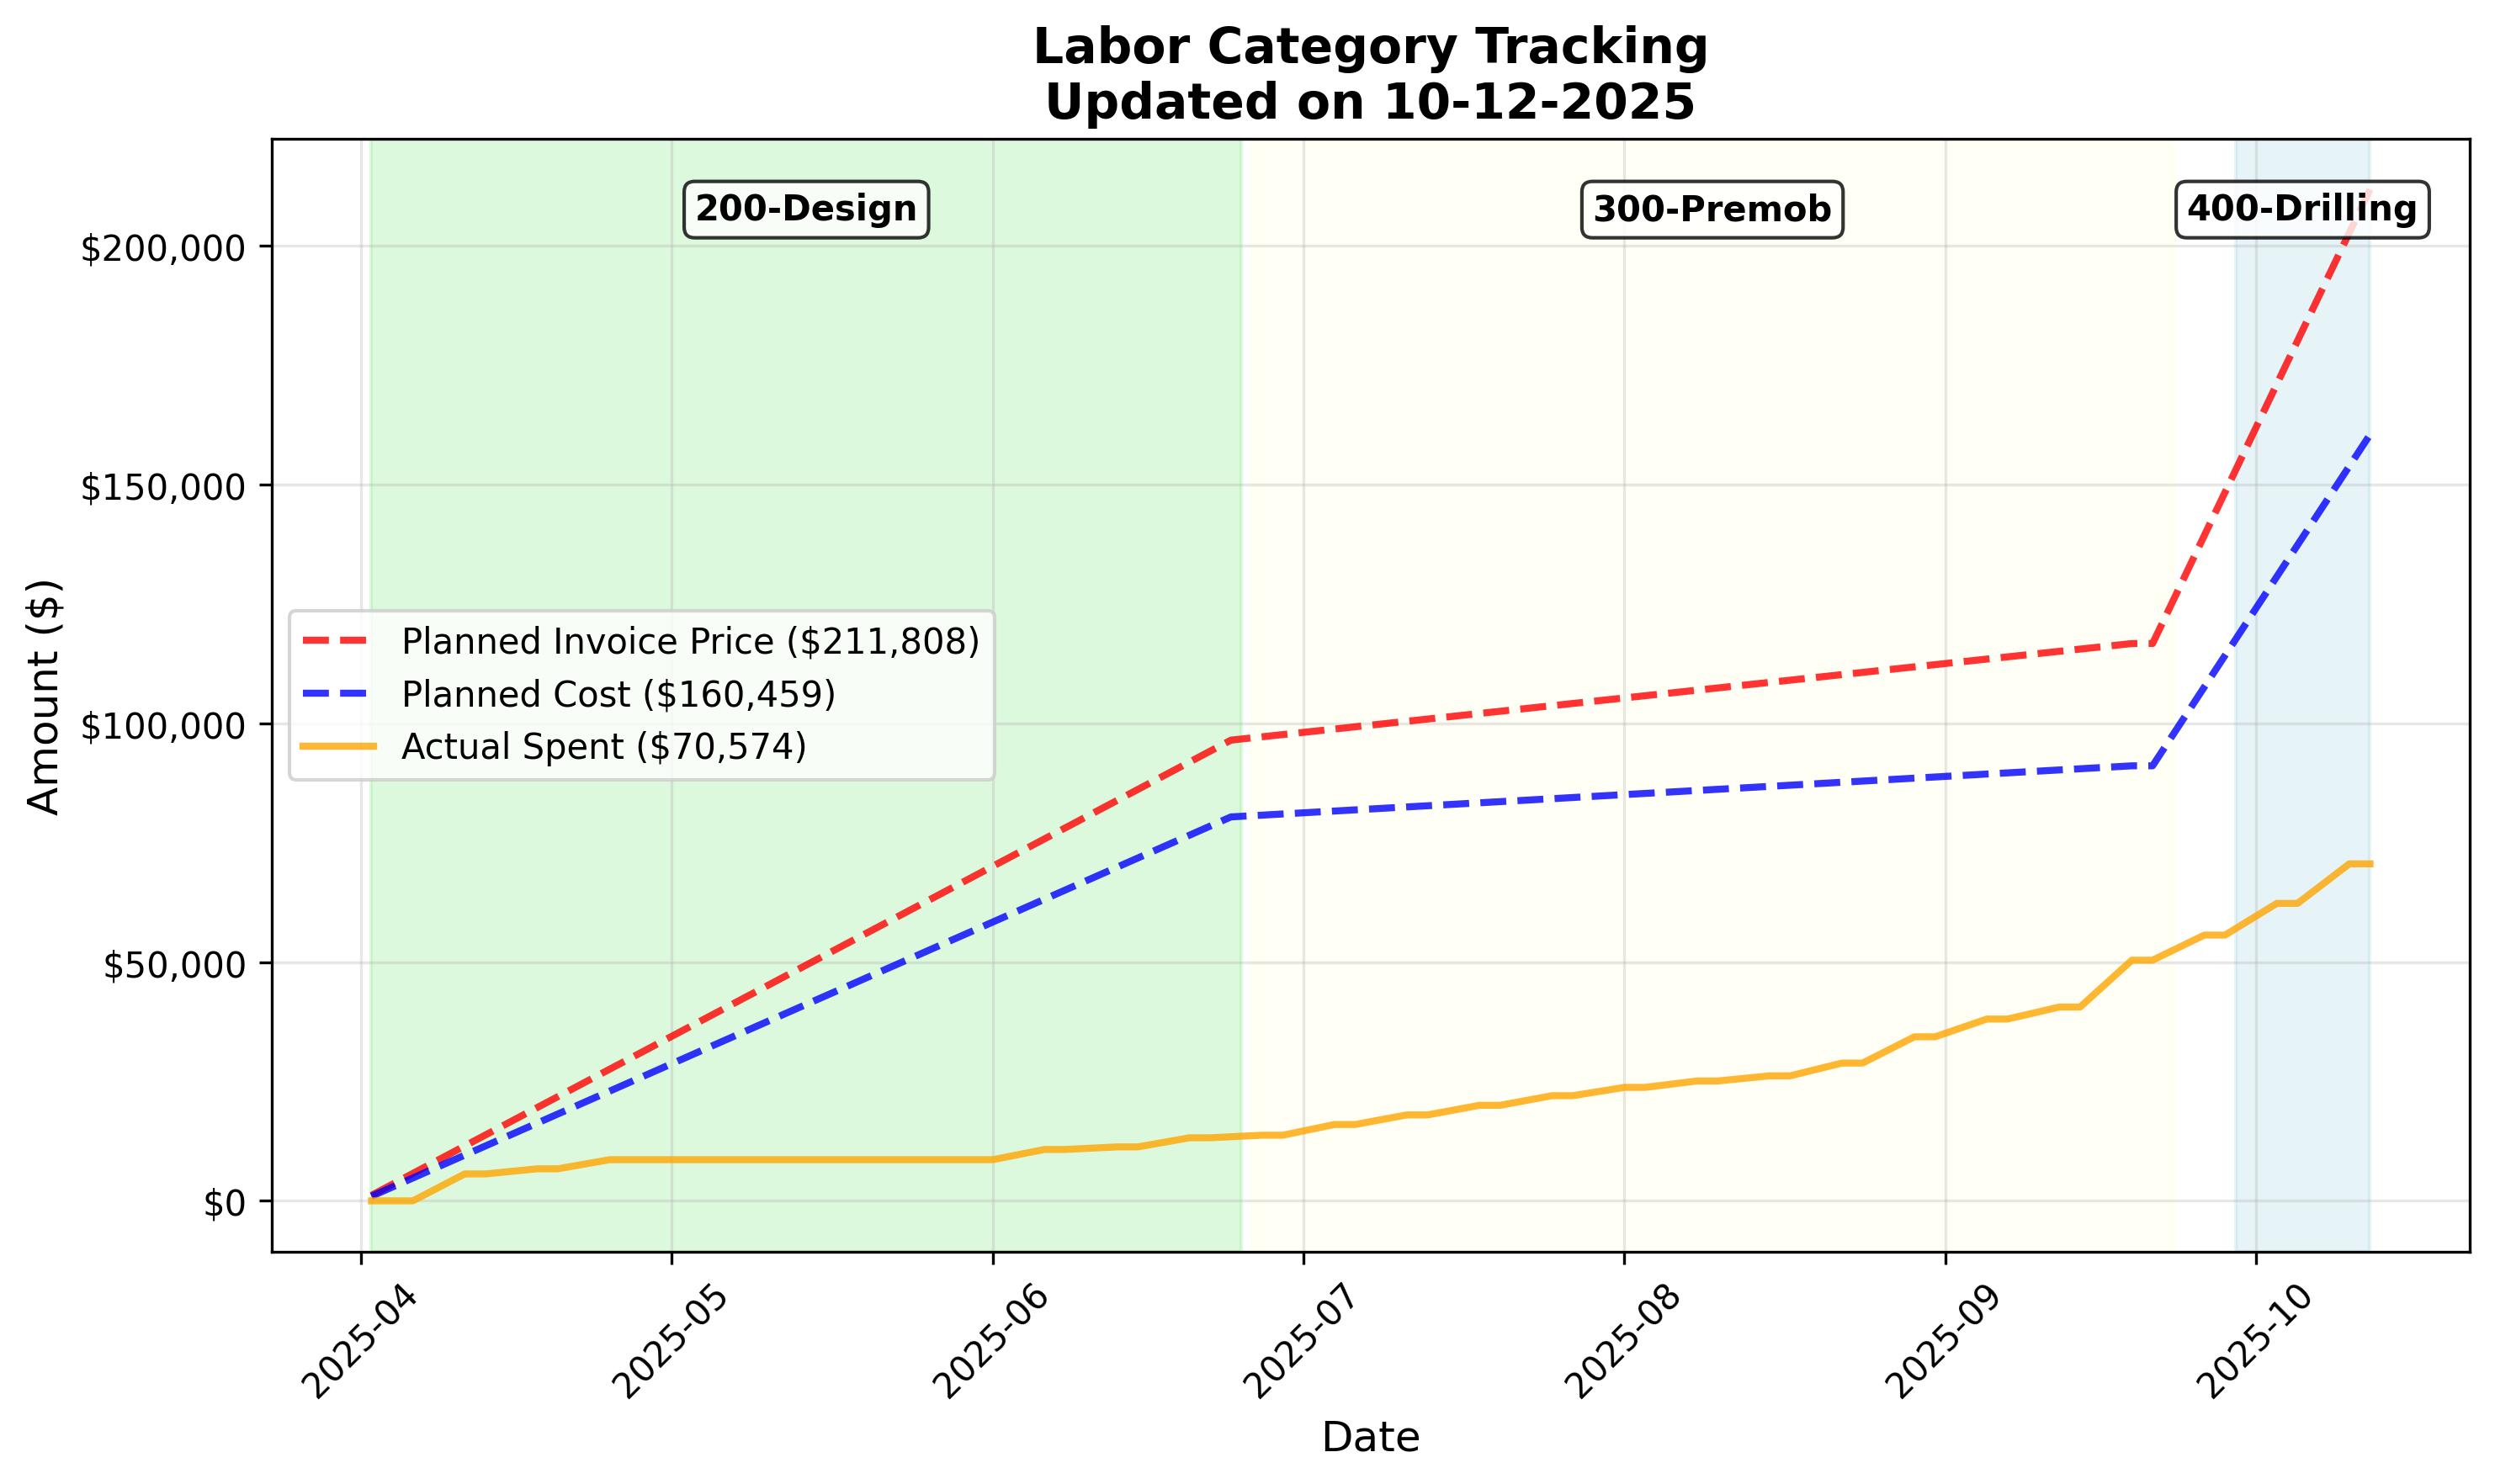 Labor Category Tracking
Updated on 10-12-2025
200-Design
300-Premob
400-Drilling
$200,000
$150,000
$100,000
$50,000
$0
Amount ($)
Planned Invoice Price ($211,808)
Planned Cost ($160,459)
Actual Spent ($70,574)
2025-04
2025-05
2025-06
2025-07
2025-08
2025-09
2025-10
Date